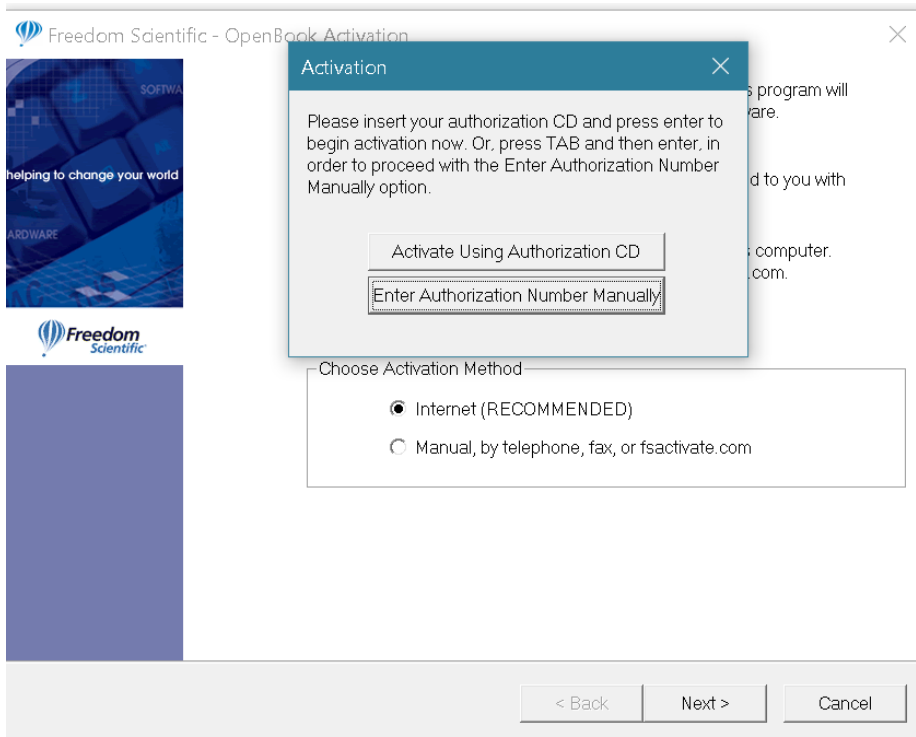 Freedom Scientific - OpenBook Activation
Activation
Please insert your authorization CD and press enter to
begin activation now. Or, press TAB and then enter, in
order to proceed with the Enter Authorization Number
Manually option.
Activate Using Authorization CD
Enter Authorization Number Manually
program will
d to you with
computer.
.com.
SOFTWA
helping to change your world
ARDWARE
Freedom
Scientific
Choose Activation Method
Internet (RECOMMENDED)
Manual, by telephone, fax, or fsactivate.com
< Back
Next >
Cancel